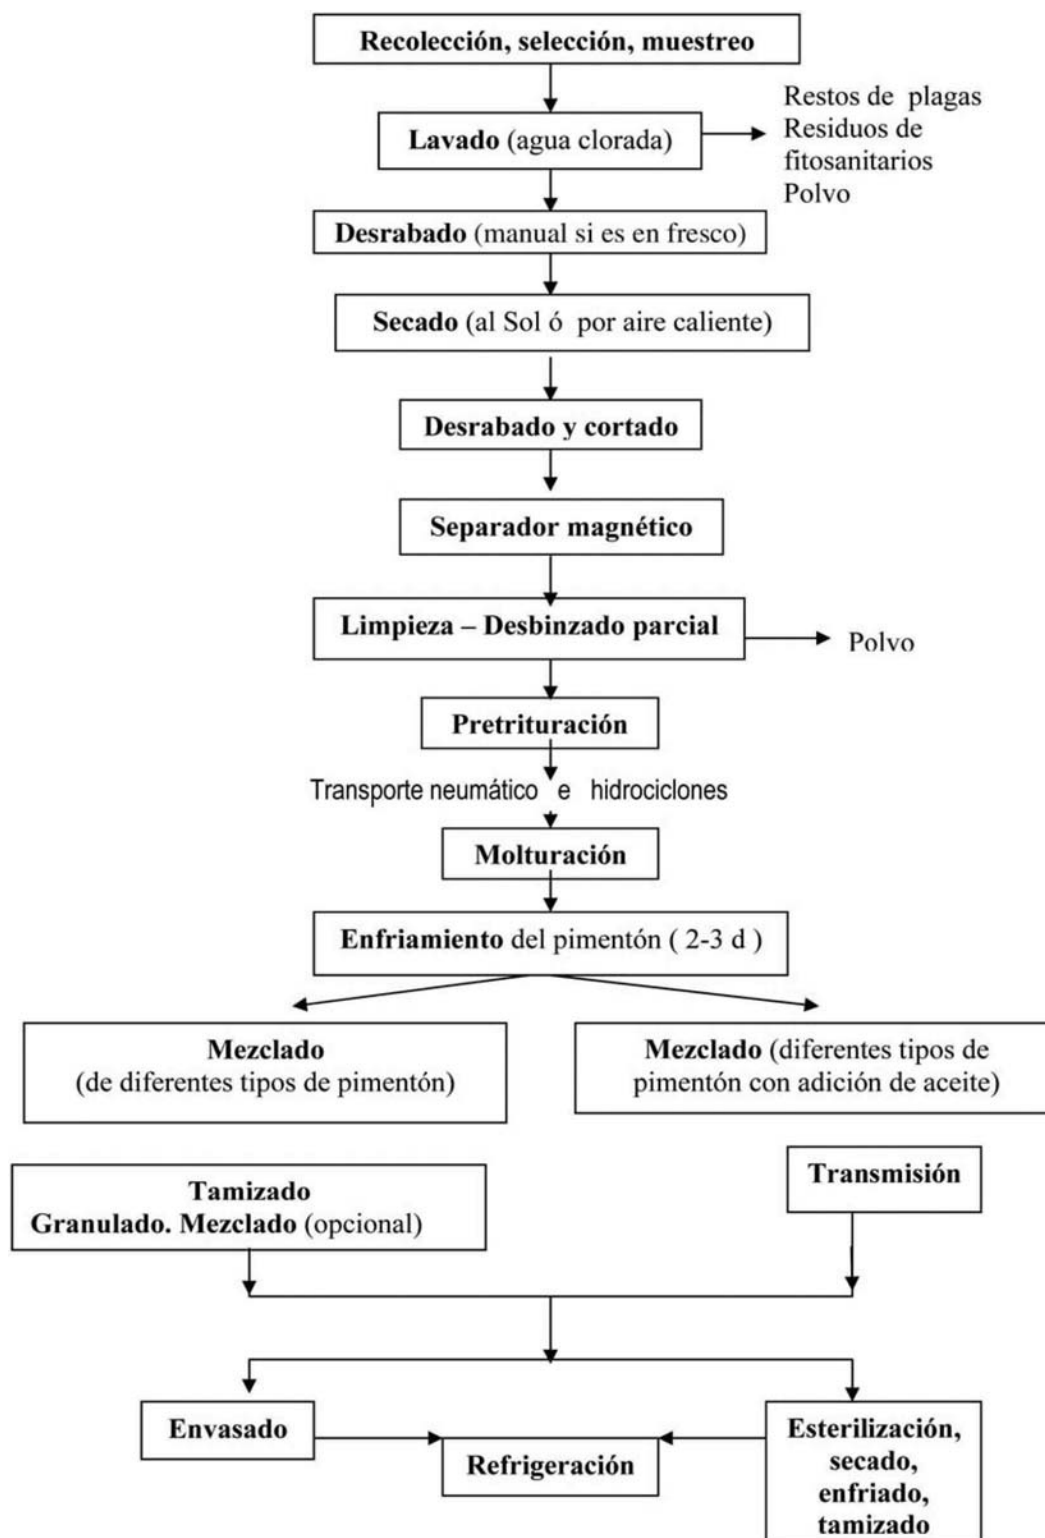 Recolección, selección, muestreo
Lavado (agua clorada)
Restos de plagas
Residuos de
fitosanitarios
Polvo
Desrabado (manual si es en fresco)
Secado (al Sol ó por aire caliente)
Desrabado y cortado
Separador magnético
Limpieza – Desbinzado parcial
Polvo
Pretrituración
Transporte neumático e hidrociclones
Molturación
Enfriamiento del pimentón ( 2-3 d )
Mezclado
(de diferentes tipos de pimentón)
Mezclado (diferentes tipos de
pimentón con adición de aceite)
Tamizado
Granulado. Mezclado (opcional)
Transmisión
Envasado
Refrigeración
Esterilización,
secado,
enfriado,
tamizado